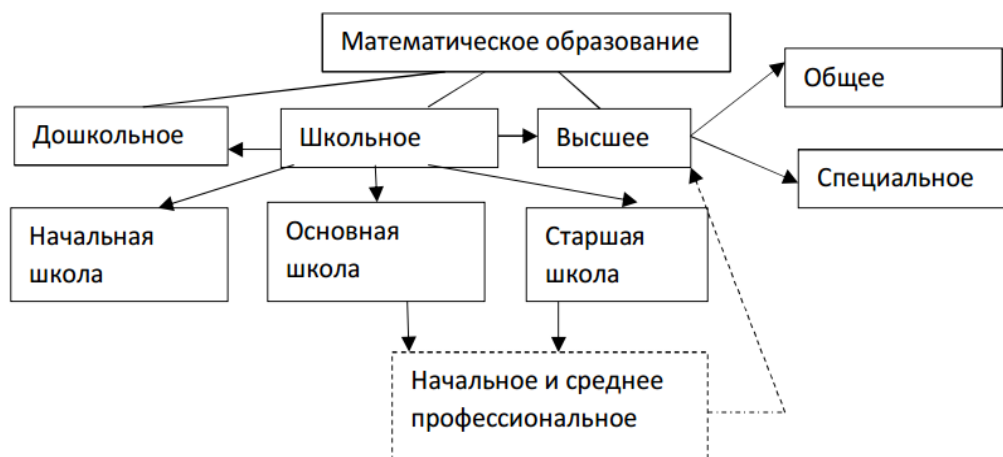 Математическое образование
Общее
Дошкольное
Школьное
Высшее
Специальное
Начальная
школа
Основная
школа
Старшая
школа
Начальное и среднее
профессиональное